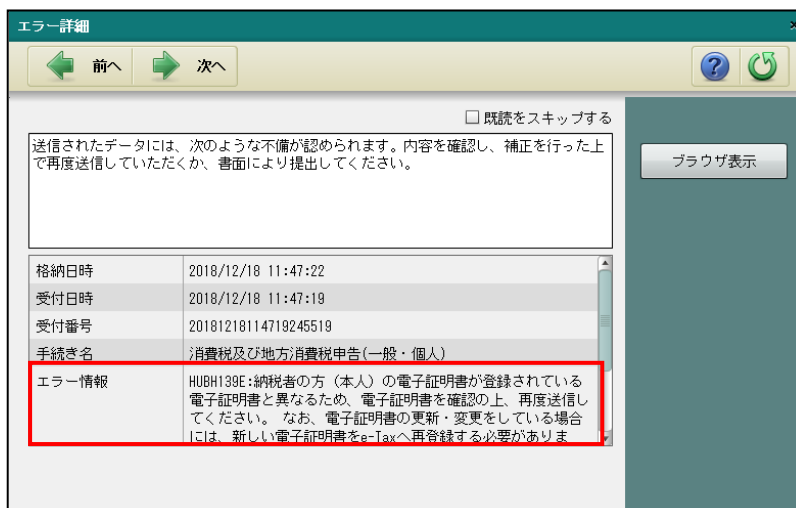 エラー詳細
前へ 次へ
□ 既読をスキップする
送信されたデータには、次のような不備が認められます。内容を確認し、補正を行った上
で再度送信していただくか、書面により提出してください。
ブラウザ表示
格納日時 2018/12/18 11:47:22
受付日時 2018/12/18 11:47:19
受付番号 20181218114719245519
手続き名 消費税及び地方消費税申告(一般・個人)
エラー情報 HUBH139E:納税者の方（本人）の電子証明書が登録されている
電子証明書と異なるため、電子証明書を確認の上、再度送信し
てください。 なお、電子証明書の更新・変更をしている場合
には、新しい電子証明書をe-Taxへ再登録する必要がありま